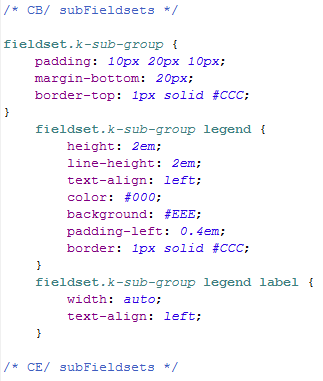 /* CB/ subFieldsets */
fieldset.k-sub-group {
padding: 10px 20px 10px;
margin-bottom: 20px;
border-top: 1px solid #CCC;
}
fieldset.k-sub-group legend {
height: 2em;
line-height: 2em;
text-align: left;
color: #000;
background: #EEE;
padding-left: 0.4em;
border: 1px solid #CCC;
}
fieldset.k-sub-group legend label {
width: auto;
text-align: left;
}
/* CE/ subFieldsets */